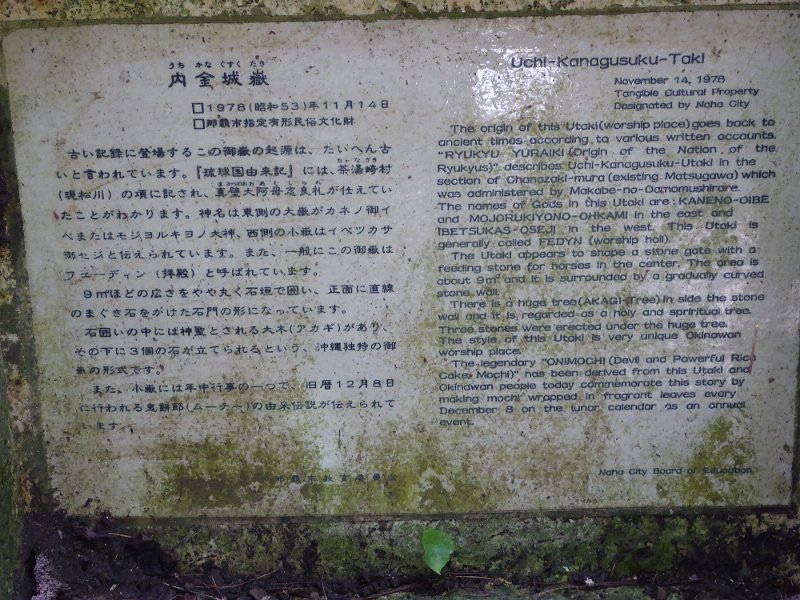 うち かな ぐすく たき
内金城嶽
□1978(昭和53)年11月14日
□那覇市指定有形民俗文化財
古い記録に登場するこの御嶽の起源は、たいへん古
いと言われています。『琉球国由来記』には、茶湯崎村
ちゃなざき
(現松川)の項に記され、真壁大阿母志良礼が仕えてい
たことがわかります。神名は東側の大嶽がカネノ御イ
ベまたはモジヨルキヨノ大神、西側の小嶽はイベツカサ
御セジと伝えられています。また、一般にこの御嶽は
フェーディン(拝殿)と呼ばれています。
9㎡ほどの広さをやや丸く石垣で囲い、正面に直線
のまぐさ石をかけた石門の形になっています。
石囲いの中には神聖とされる大木(アカギ)があり、
その下に3個の石が立てられるという、沖縄独特の御
嶽の形式です。
また、小嶽には年中行事の一つで、旧暦12月8日
に行われる鬼餅節(ムーチー)の由来伝説が伝えられて
います。
那覇市教育委員会
Uchi-Kanagusuku-Taki
November 14, 1978
Tangible Cultural Property
Designated by Naha City
The origin of this Utaki(worship place)goes back to
ancient times according to various written accounts.
"RYUKYU YURAIKI (Origin of the Nation of the
Ryukyus)" describes Uchi-Kanagusuku-Utaki in the
section of Chanazaki-mura (existing Matsugawa) which
was administered by Makabe-no-Oamomushirare.
The names of Gods in this Utaki are: KANENO-OIBE
and MOJORUKIYONO-OHKAMI in the east and
IBETSUKAS-OSEJI in the west. This Utaki is
generally called FEDYN (worship hall).
The Utaki appears to shape a stone gate with a
feeding stone for horses in the center. The area is
about 9㎡ and it is surrounded by a gradually curved
stone wall.
There is a huge tree(AKAGI-Tree) in side the stone
wall and it is regarded as a holy and spriritual tree.
Three stones were erected under the huge tree.
The style of this Utaki is very unique Okinawan
worship place.
The legendary "ONIMOCHI (Devil and Powerful Rice
Cake, Mochi)" has been derived from this Utaki and
Okinawan people today commemorate this story by
making mochi wrapped in fragrant leaves every
December 8 on the lunar calendar as an annual
event.
Naha City Board of Education